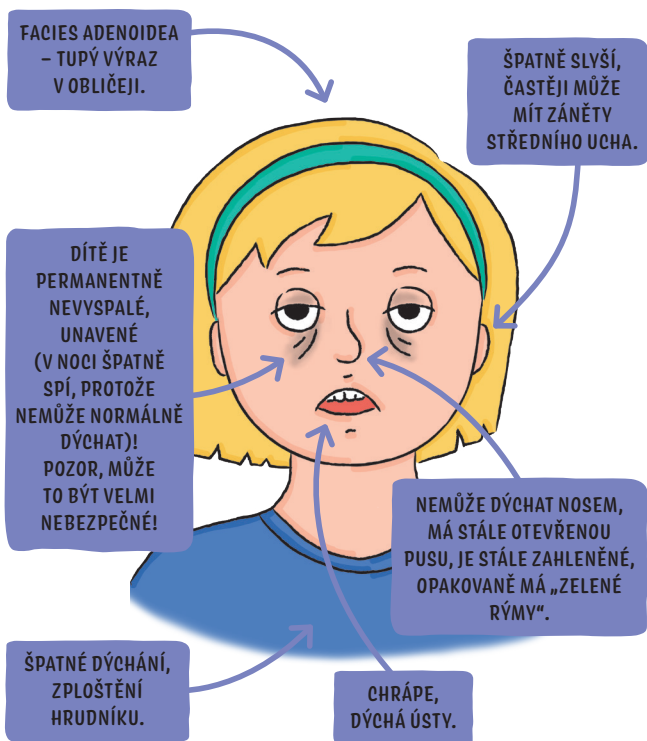 FACIES ADENOIDEA
– TUPÝ VÝRAZ
V OBLIČEJI.
ŠPATNĚ SLYŠÍ,
ČASTĚJI MŮŽE
MÍT ZÁNĚTY
STŘEDNÍHO UCHA.
DÍTĚ JE
PERMANENTNĚ
NEVYSPALÉ,
UNAVENÉ
(V NOCI ŠPATNĚ
SPÍ, PROTOŽE
NEMŮŽE NORMÁLNĚ
DÝCHAT)!
POZOR, MŮŽE
TO BÝT VELMI
NEBEZPEČNÉ!
NEMŮŽE DÝCHAT NOSEM,
MÁ STÁLE OTEVŘENOU
PUSU, JE STÁLE ZAHLENĚNÉ,
OPAKOVANĚ MÁ „ZELENÉ
RÝMY“.
ŠPATNÉ DÝCHÁNÍ,
ZPLOŠTĚNÍ
HRUDNÍKU.
CHRÁPE,
DÝCHÁ ÚSTY.